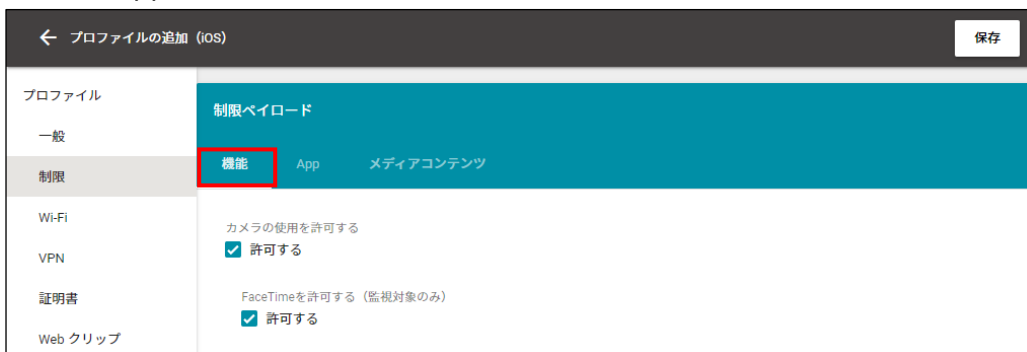 ← プロファイルの追加（iOS）
保存
プロファイル
一般
制限
Wi-Fi
VPN
証明書
Web クリップ
制限ペイロード
機能 App メディアコンテンツ
カメラの使用を許可する
許可する
FaceTimeを許可する（監視対象のみ）
許可する